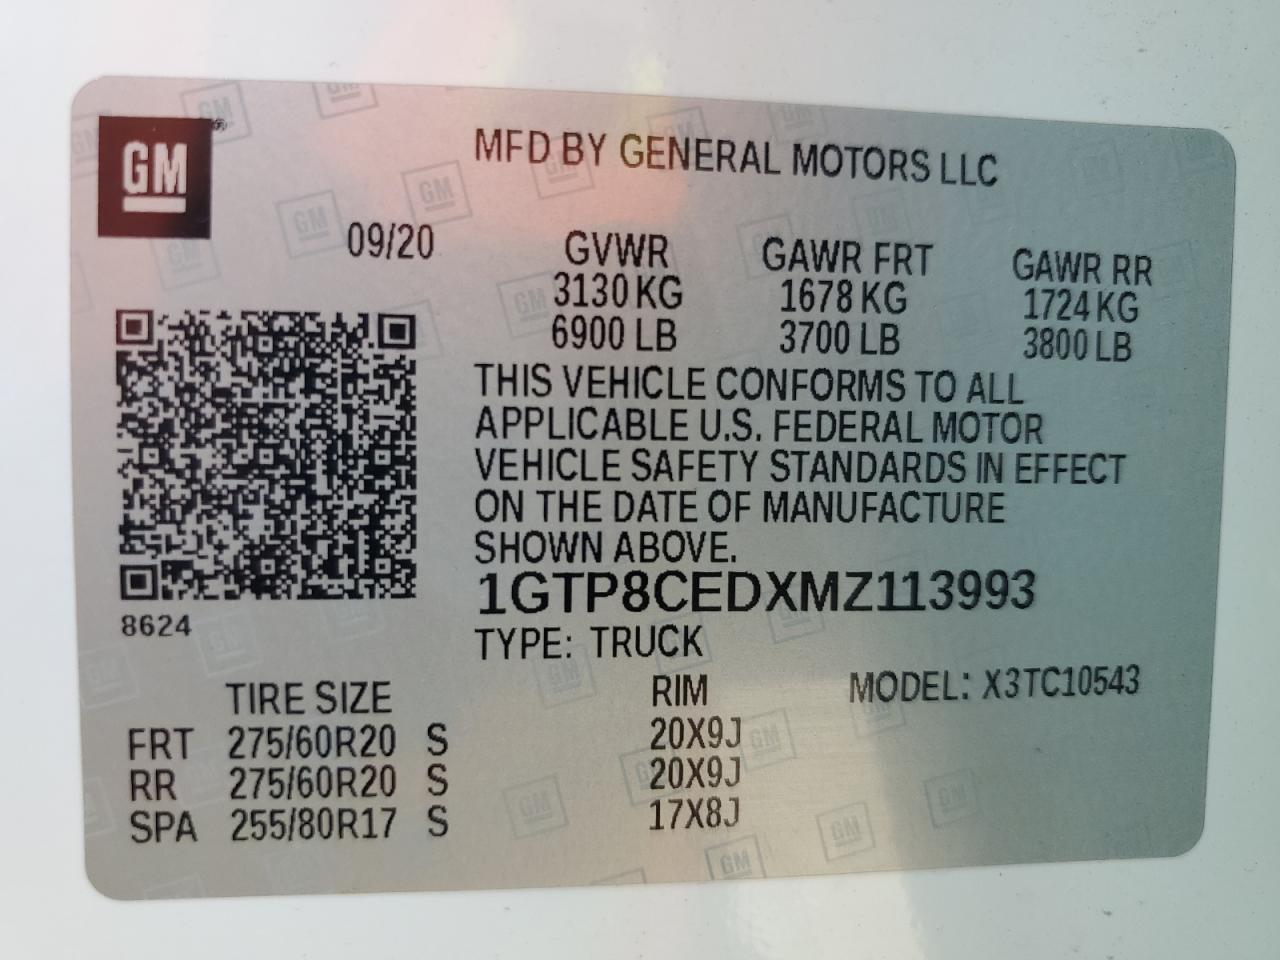 GM
MFD BY GENERAL MOTORS LLC
09/20
GVWR GAWR FRT GAWR RR
3130 KG 1678 KG 1724 KG
6900 LB 3700 LB 3800 LB
THIS VEHICLE CONFORMS TO ALL
APPLICABLE U.S. FEDERAL MOTOR
VEHICLE SAFETY STANDARDS IN EFFECT
ON THE DATE OF MANUFACTURE
SHOWN ABOVE.
1GTP8CEDXMZ113993
8624
TYPE: TRUCK
TIRE SIZE RIM MODEL: X3TC10543
FRT 275/60R20 S 20X9J
RR 275/60R20 S 20X9J
SPA 255/80R17 S 17X8J